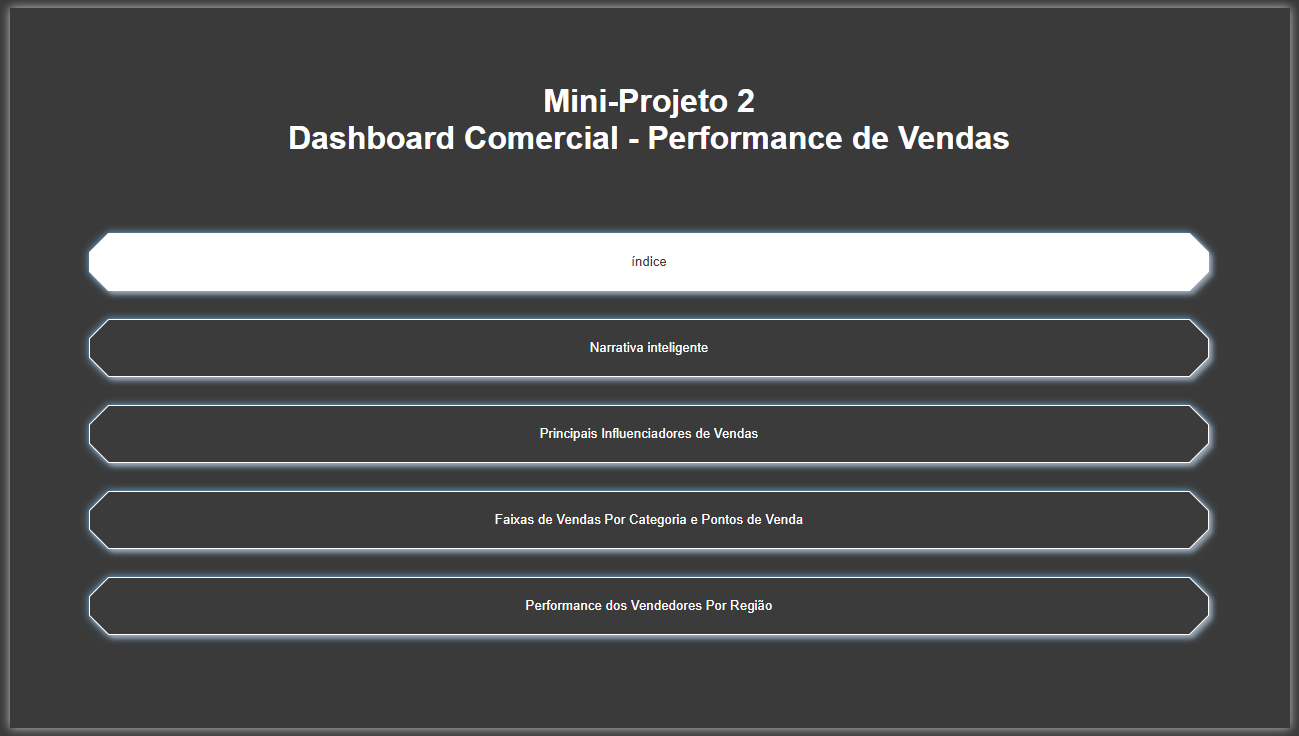 Mini-Projeto 2
Dashboard Comercial - Performance de Vendas
índice
Narrativa inteligente
Principais Influenciadores de Vendas
Faixas de Vendas Por Categoria e Pontos de Venda
Performance dos Vendedores Por Região